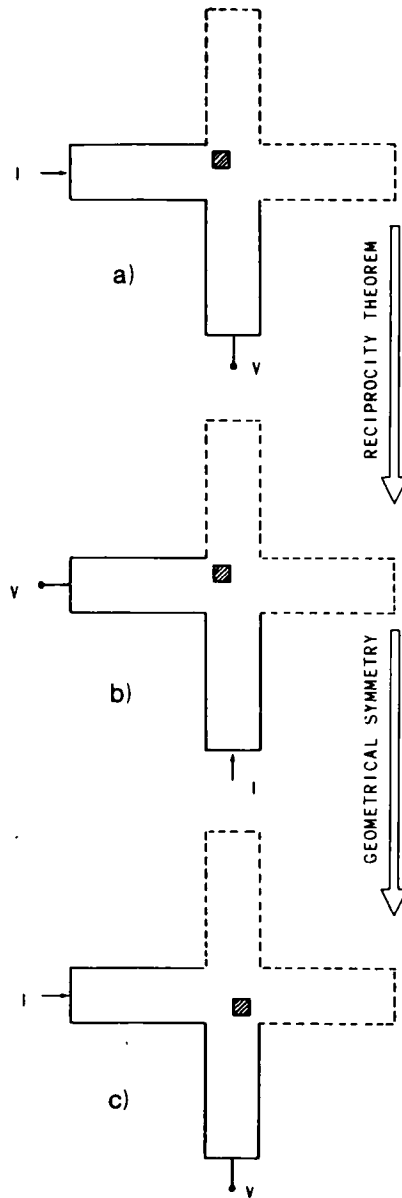 I
a)
V
RECIPROCITY THEOREM
V
b)
I
GEOMETRICAL SYMMETRY
I
c)
V